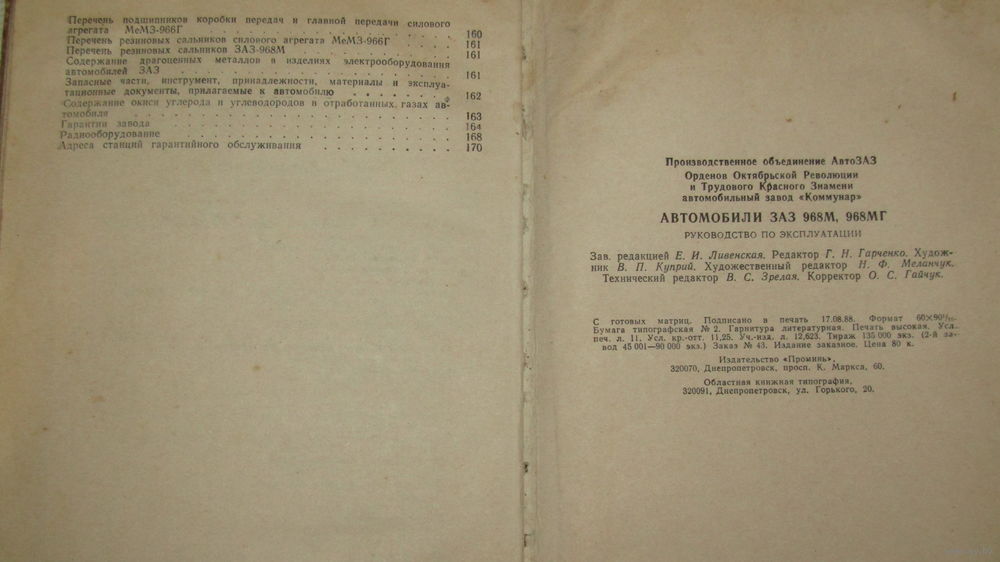 Перечень подшипников коробки передач и главной передачи силового
агрегата МеМЗ-966Г . . . . . . . . . . . . . . 160
Перечень резиновых сальников силового агрегата МеМЗ-966Г . . . . 161
Перечень резиновых сальников ЗАЗ-968М . . . . . . . . . 161
Содержание драгоценных металлов в изделиях электрооборудования
автомобилей ЗАЗ . . . . . . . . . . . . . . . 161
Запасные части, инструмент, принадлежности, материалы и эксплуа-
тационные документы, прилагаемые к автомобилю . . . . . . . 162
Содержание окиси углерода и углеводородов в отработанных газах ав-
томобиля . . . . . . . . . . . . . . . . . 163
Гарантии завода . . . . . . . . . . . . . . . 164
Радиооборудование . . . . . . . . . . . . . . 168
Адреса станций гарантийного обслуживания . . . . . . . . 170
Производственное объединение АвтоЗАЗ
Орденов Октябрьской Революции
и Трудового Красного Знамени
автомобильный завод «Коммунар»
АВТОМОБИЛИ ЗАЗ 968М, 968МГ
РУКОВОДСТВО ПО ЭКСПЛУАТАЦИИ
Зав. редакцией Е. И. Ливенская. Редактор Г. Н. Гарченко. Худож-
ник В. П. Куприй. Художественный редактор Н. Ф. Меланчук.
Технический редактор В. С. Зрелая. Корректор О. С. Гайчук.
С готовых матриц. Подписано в печать 17.08.88. Формат 60×90¹/₁₆.
Бумага типографская № 2. Гарнитура литературная. Печать высокая. Усл.
печ. л. 11. Усл. кр.-отт. 11,25. Уч.-изд. л. 12,623. Тираж 135 000 экз. (2-й за-
вод 45 001—90 000 экз.) Заказ № 43. Издание заказное. Цена 80 к.
Издательство «Проминь»,
320070, Днепропетровск, просп. К. Маркса, 60.
Областная книжная типография,
320091, Днепропетровск, ул. Горького, 20.